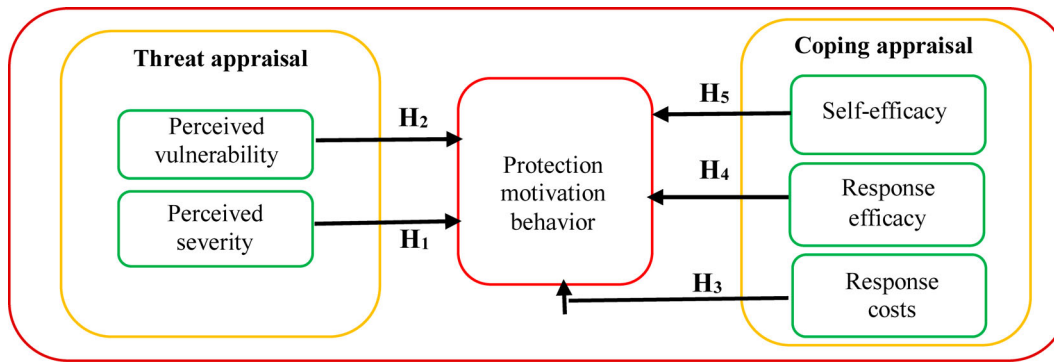 Threat appraisal
Perceived
vulnerability
Perceived
severity
H2
H1
Protection
motivation
behavior
Coping appraisal
H5
Self-efficacy
H4
Response
efficacy
H3
Response
costs